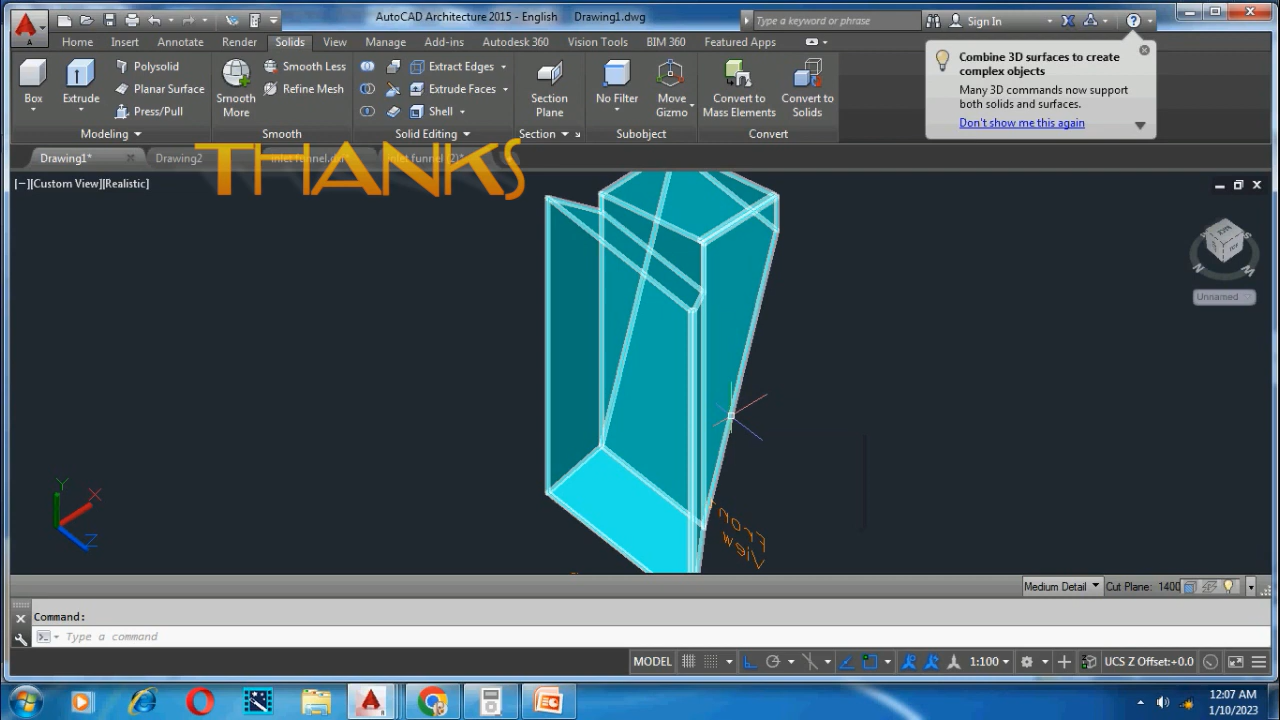 AutoCAD Architecture 2015 - English Drawing1.dwg
Type a keyword or phrase
Sign In
Home Insert Annotate Render Solids View Manage Add-ins Autodesk 360 Vision Tools BIM 360 Featured Apps
Combine 3D surfaces to create
complex objects
Many 3D commands now support
both solids and surfaces.
Don't show me this again
Box
Extrude
Polysolid
Planar Surface
Press/Pull
Smooth
More
Smooth Less
Refine Mesh
Extract Edges
Extrude Faces
Shell
Section
Plane
No Filter
Move
Gizmo
Convert to
Mass Elements
Convert to
Solids
Modeling
Smooth
Solid Editing
Section
Subobject
Convert
Drawing1*
Drawing2
THANKS
[−][Custom View][Realistic]
S
N
M
Unnamed
Y
X
Z
Front
View
Medium Detail
Cut Plane: 1400
Command:
Type a command
MODEL
1:100
UCS Z Offset:+0.0
12:07 AM
1/10/2023